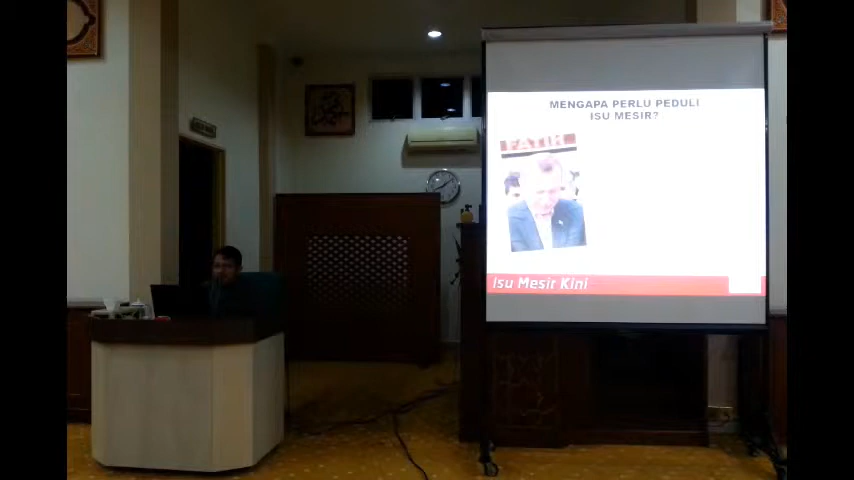 MENGAPA PERLU PEDULI
ISU MESIR?
FATIH
Isu Mesir Kini